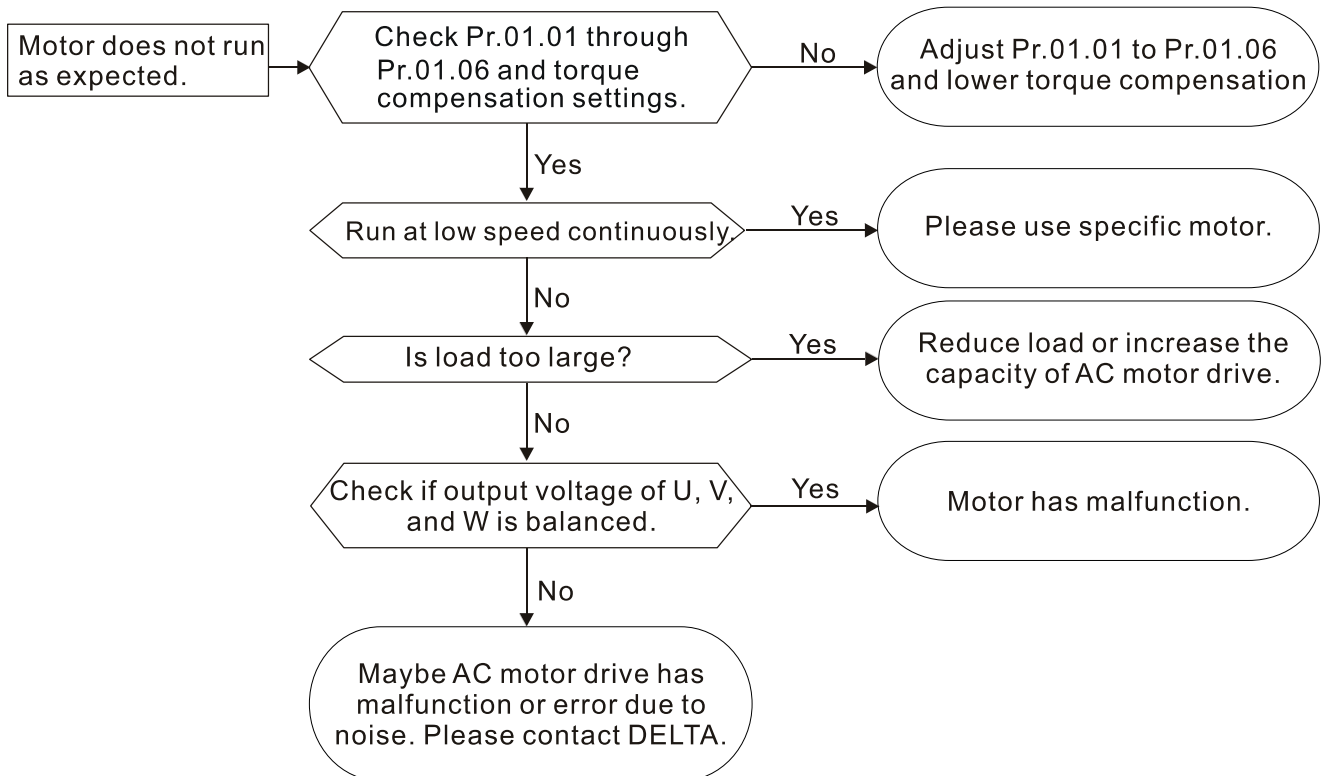 Motor does not run
as expected.
Check Pr.01.01 through
Pr.01.06 and torque
compensation settings.
No
Adjust Pr.01.01 to Pr.01.06
and lower torque compensation
Yes
Run at low speed continuously.
Yes
Please use specific motor.
No
Is load too large?
Yes
Reduce load or increase the
capacity of AC motor drive.
No
Check if output voltage of U, V,
and W is balanced.
Yes
Motor has malfunction.
No
Maybe AC motor drive has
malfunction or error due to
noise. Please contact DELTA.